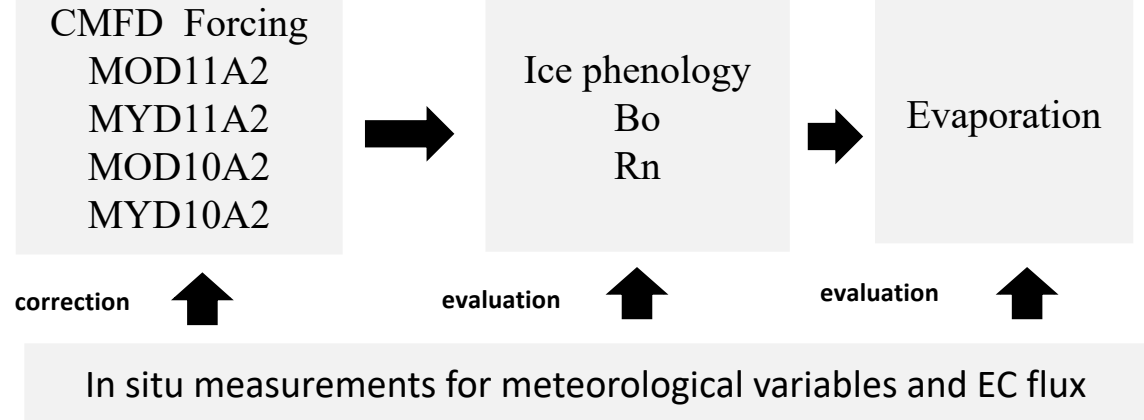 CMFD Forcing
MOD11A2
MYD11A2
MOD10A2
MYD10A2
Ice phenology
Bo
Rn
Evaporation
correction
evaluation
evaluation
In situ measurements for meteorological variables and EC flux